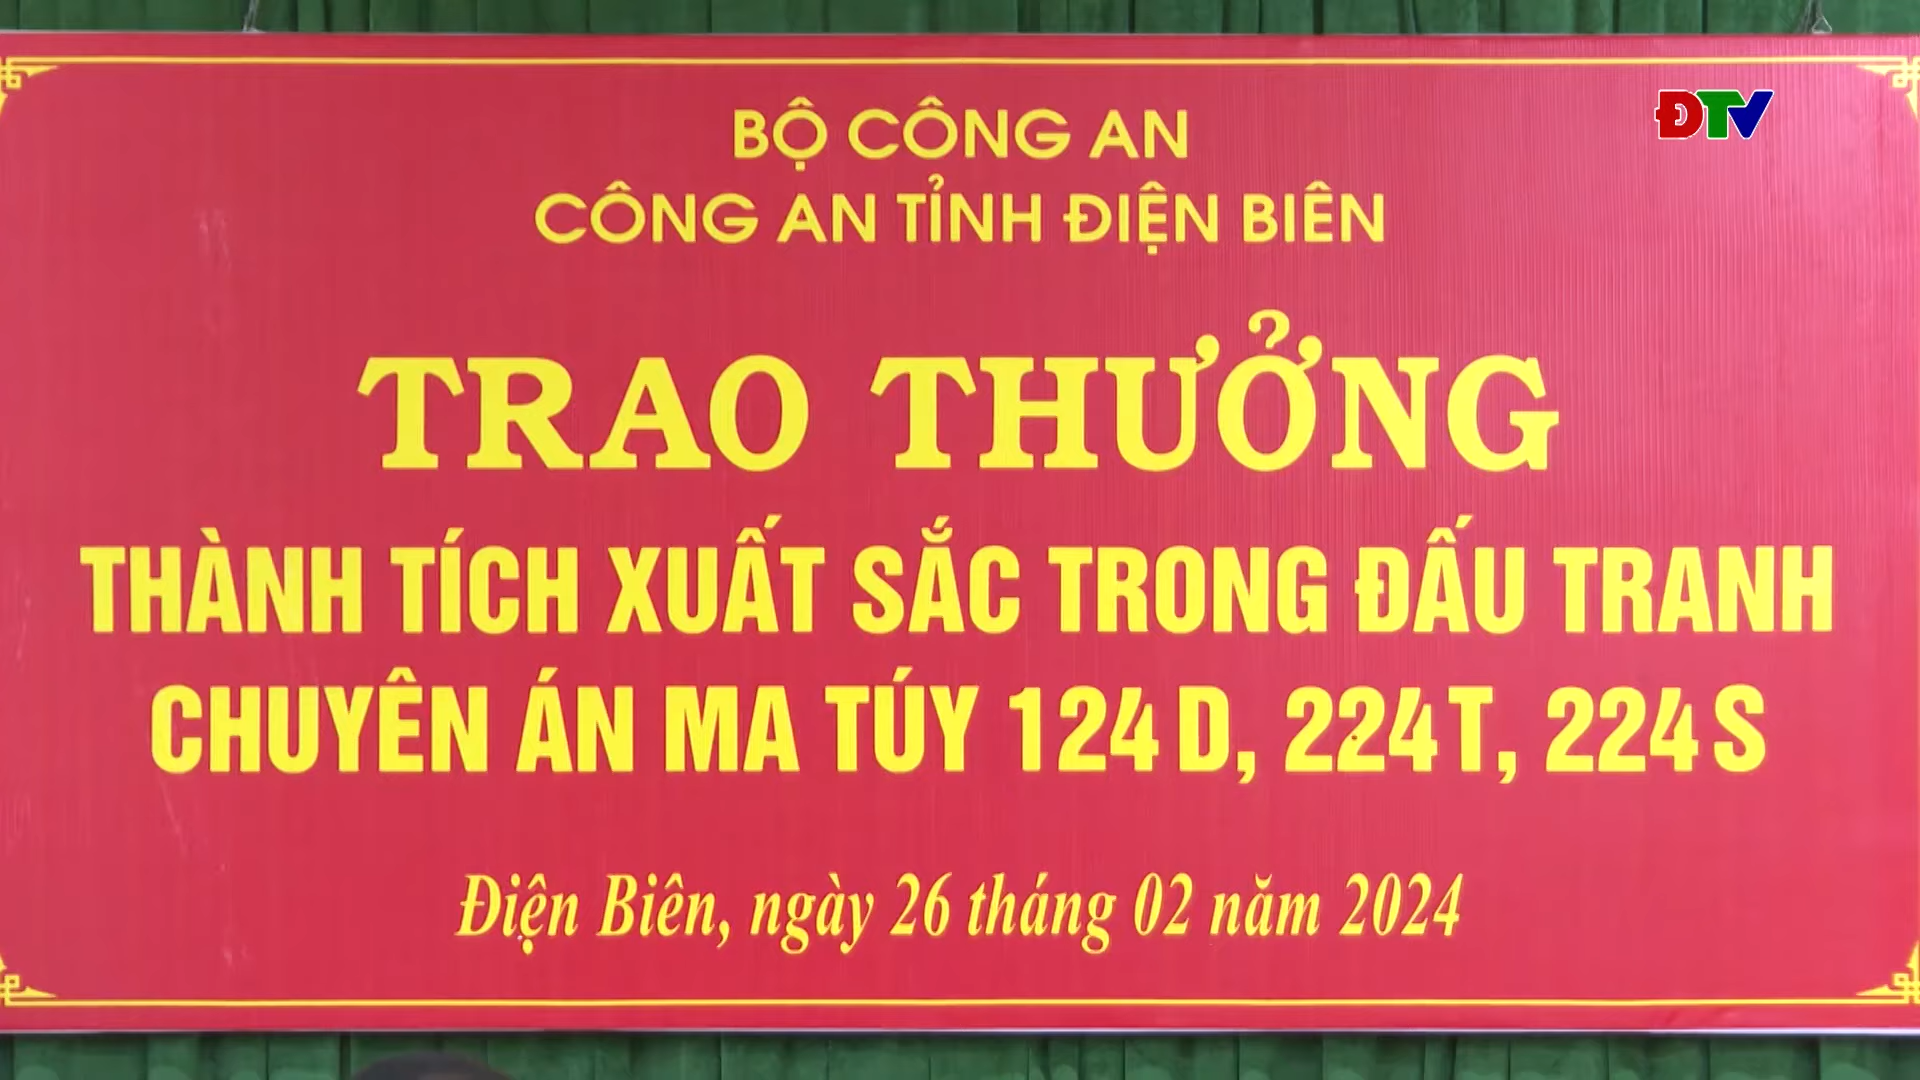 ĐTV
BỘ CÔNG AN
CÔNG AN TỈNH ĐIỆN BIÊN
TRAO THƯỞNG
THÀNH TÍCH XUẤT SẮC TRONG ĐẤU TRANH
CHUYÊN ÁN MA TÚY 124D, 224T, 224S
Điện Biên, ngày 26 tháng 02 năm 2024